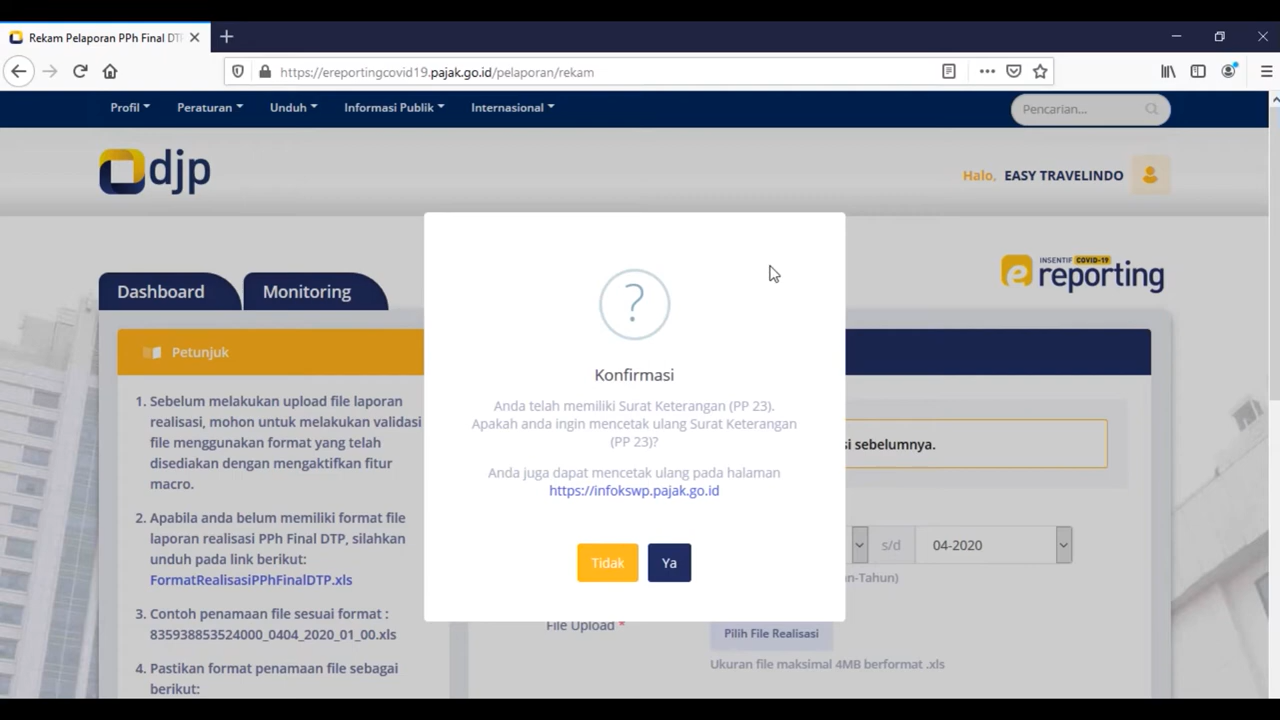 Rekam Pelaporan PPh Final DT
https://ereportingcovid19.pajak.go.id/pelaporan/rekam
Profil Peraturan Unduh Informasi Publik Internasional Pencarian...
djp
Halo, EASY TRAVELINDO
INSENTIF COVID-19
e reporting
Dashboard Monitoring
Petunjuk
1. Sebelum melakukan upload file laporan
realisasi, mohon untuk melakukan validasi
file menggunakan format yang telah
disediakan dengan mengaktifkan fitur
macro.
2. Apabila anda belum memiliki format file
laporan realisasi PPh Final DTP, silahkan
unduh pada link berikut:
FormatRealisasiPPhFinalDTP.xls
3. Contoh penamaan file sesuai format :
835938853524000_0404_2020_01_00.xls
4. Pastikan format penamaan file sebagai
berikut:
?
Konfirmasi
Anda telah memiliki Surat Keterangan (PP 23).
Apakah anda ingin mencetak ulang Surat Keterangan
(PP 23)?
Anda juga dapat mencetak ulang pada halaman
https://infokswp.pajak.go.id
Tidak Ya
si sebelumnya.
s/d 04-2020
n-Tahun)
File Upload *
Pilih File Realisasi
Ukuran file maksimal 4MB berformat .xls